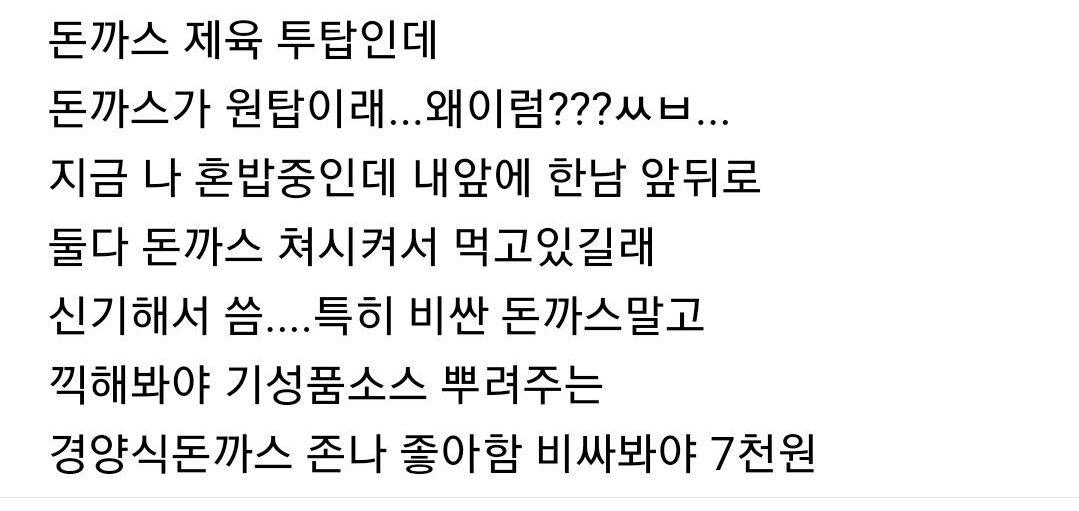 돈까스 제육 투탑인데
돈까스가 원탑이래...왜이럼???ㅆㅂ...
지금 나 혼밥중인데 내앞에 한남 앞뒤로
둘다 돈까스 쳐시켜서 먹고있길래
신기해서 씀....특히 비싼 돈까스말고
끽해봐야 기성품소스 뿌려주는
경양식돈까스 존나 좋아함 비싸봐야 7천원